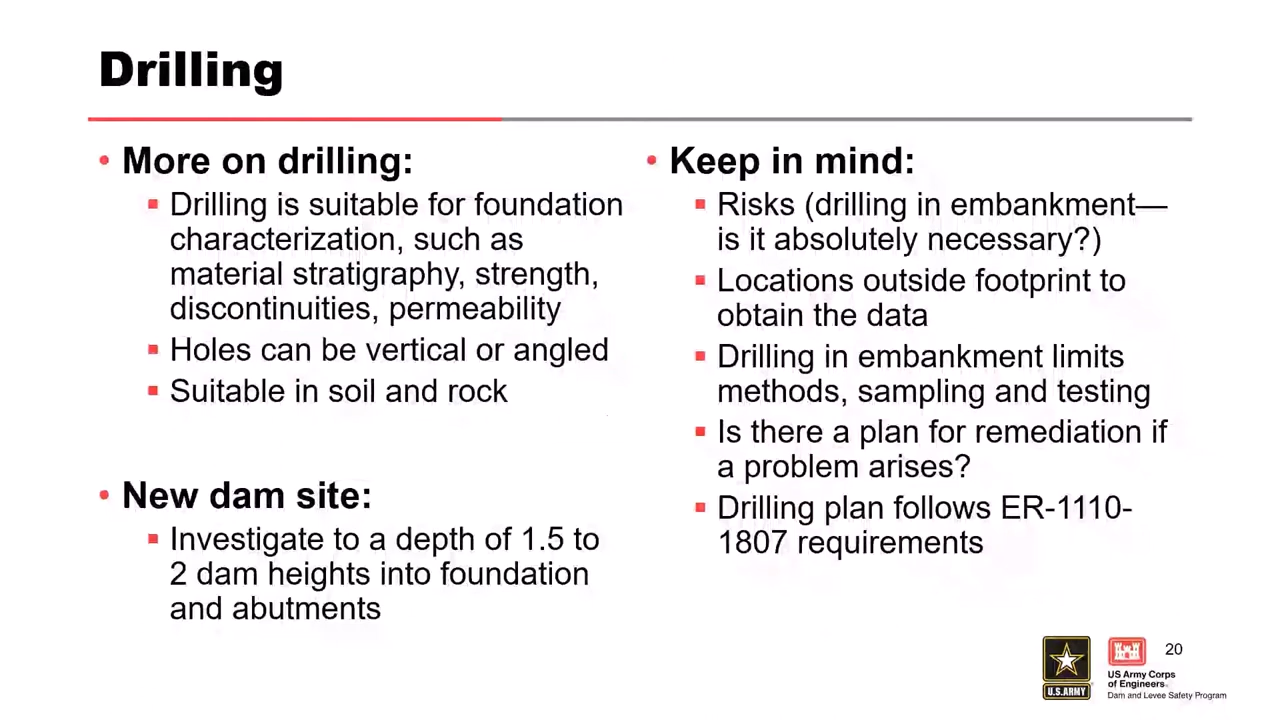 Drilling
• More on drilling:
▪ Drilling is suitable for foundation
characterization, such as
material stratigraphy, strength,
discontinuities, permeability
▪ Holes can be vertical or angled
▪ Suitable in soil and rock
• New dam site:
▪ Investigate to a depth of 1.5 to
2 dam heights into foundation
and abutments
• Keep in mind:
▪ Risks (drilling in embankment—
is it absolutely necessary?)
▪ Locations outside footprint to
obtain the data
▪ Drilling in embankment limits
methods, sampling and testing
▪ Is there a plan for remediation if
a problem arises?
▪ Drilling plan follows ER-1110-
1807 requirements
U.S.ARMY
US Army Corps
of Engineers®
Dam and Levee Safety Program
20